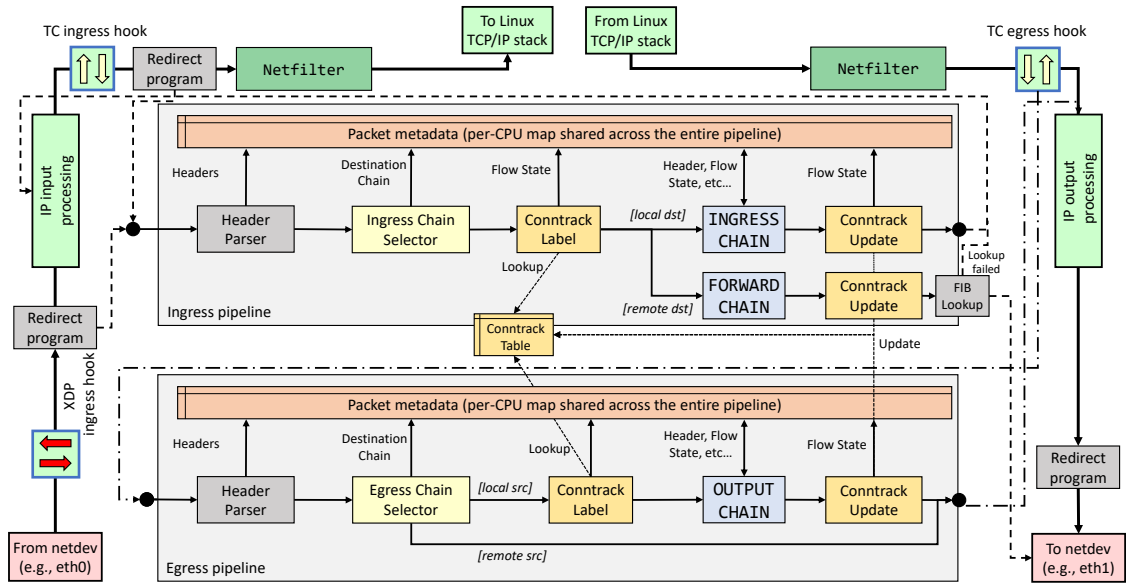 TC ingress hook
To Linux
TCP/IP stack
From Linux
TCP/IP stack
TC egress hook
Redirect
program
Netfilter
Netfilter
Packet metadata (per-CPU map shared across the entire pipeline)
IP input
processing
IP output
processing
Headers
Destination
Chain
Flow State
Header, Flow
State, etc...
Flow State
Header
Parser
Ingress Chain
Selector
Conntrack
Label
[local dst]
INGRESS
CHAIN
Conntrack
Update
Lookup
Lookup
failed
[remote dst]
FORWARD
CHAIN
Conntrack
Update
FIB
Lookup
Ingress pipeline
Redirect
program
Conntrack
Table
Update
XDP
ingress hook
Packet metadata (per-CPU map shared across the entire pipeline)
Headers
Destination
Chain
Lookup
Header, Flow
State, etc...
Flow State
Header
Parser
Egress Chain
Selector
[local src]
Conntrack
Label
OUTPUT
CHAIN
Conntrack
Update
Redirect
program
[remote src]
Egress pipeline
From netdev
(e.g., eth0)
To netdev
(e.g., eth1)